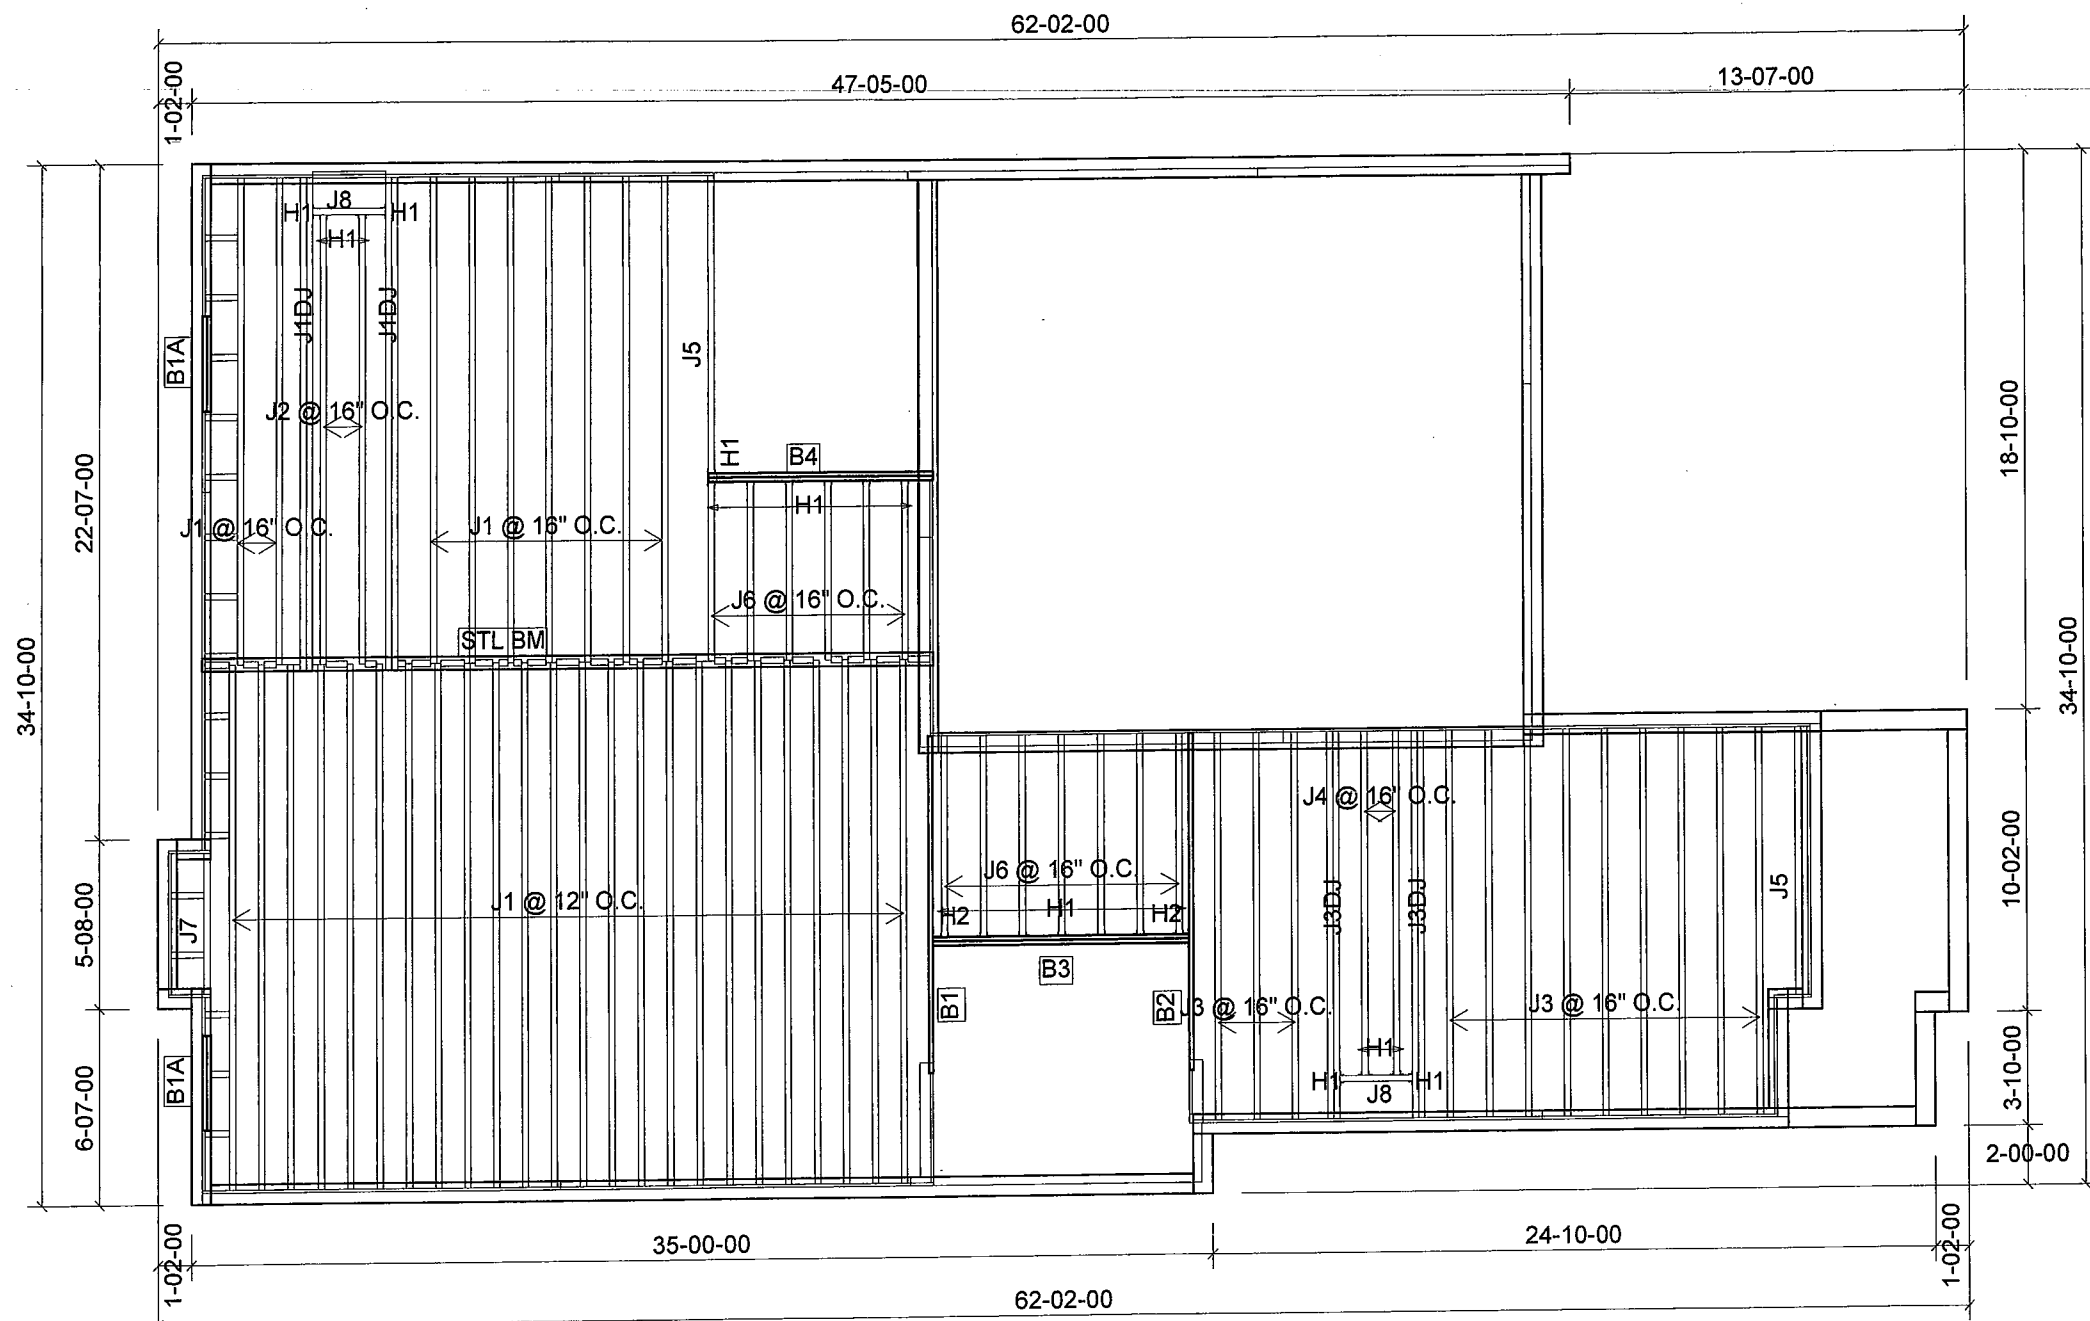 62-02-00
47-05-00
13-07-00
1-02-00
J8
H1
H1
H1
J1DJ
J1DJ
B1A
J5
J2 @ 16" O.C.
18-10-00
22-07-00
H1
B4
H1
J1 @ 16" O.C.
J1 @ 16" O.C.
J6 @ 16" O.C.
STL BM
34-10-00
34-10-00
J4 @ 16" O.C.
J6 @ 16" O.C.
10-02-00
5-08-00
J7
J1 @ 12" O.C.
H2
H1
H2
J3DJ
J3DJ
J5
B3
B1
B2
J3 @ 16" O.C.
J3 @ 16" O.C.
H1
H1
H1
J8
B1A
3-10-00
6-07-00
2-00-00
1-02-00
35-00-00
24-10-00
1-02-00
62-02-00